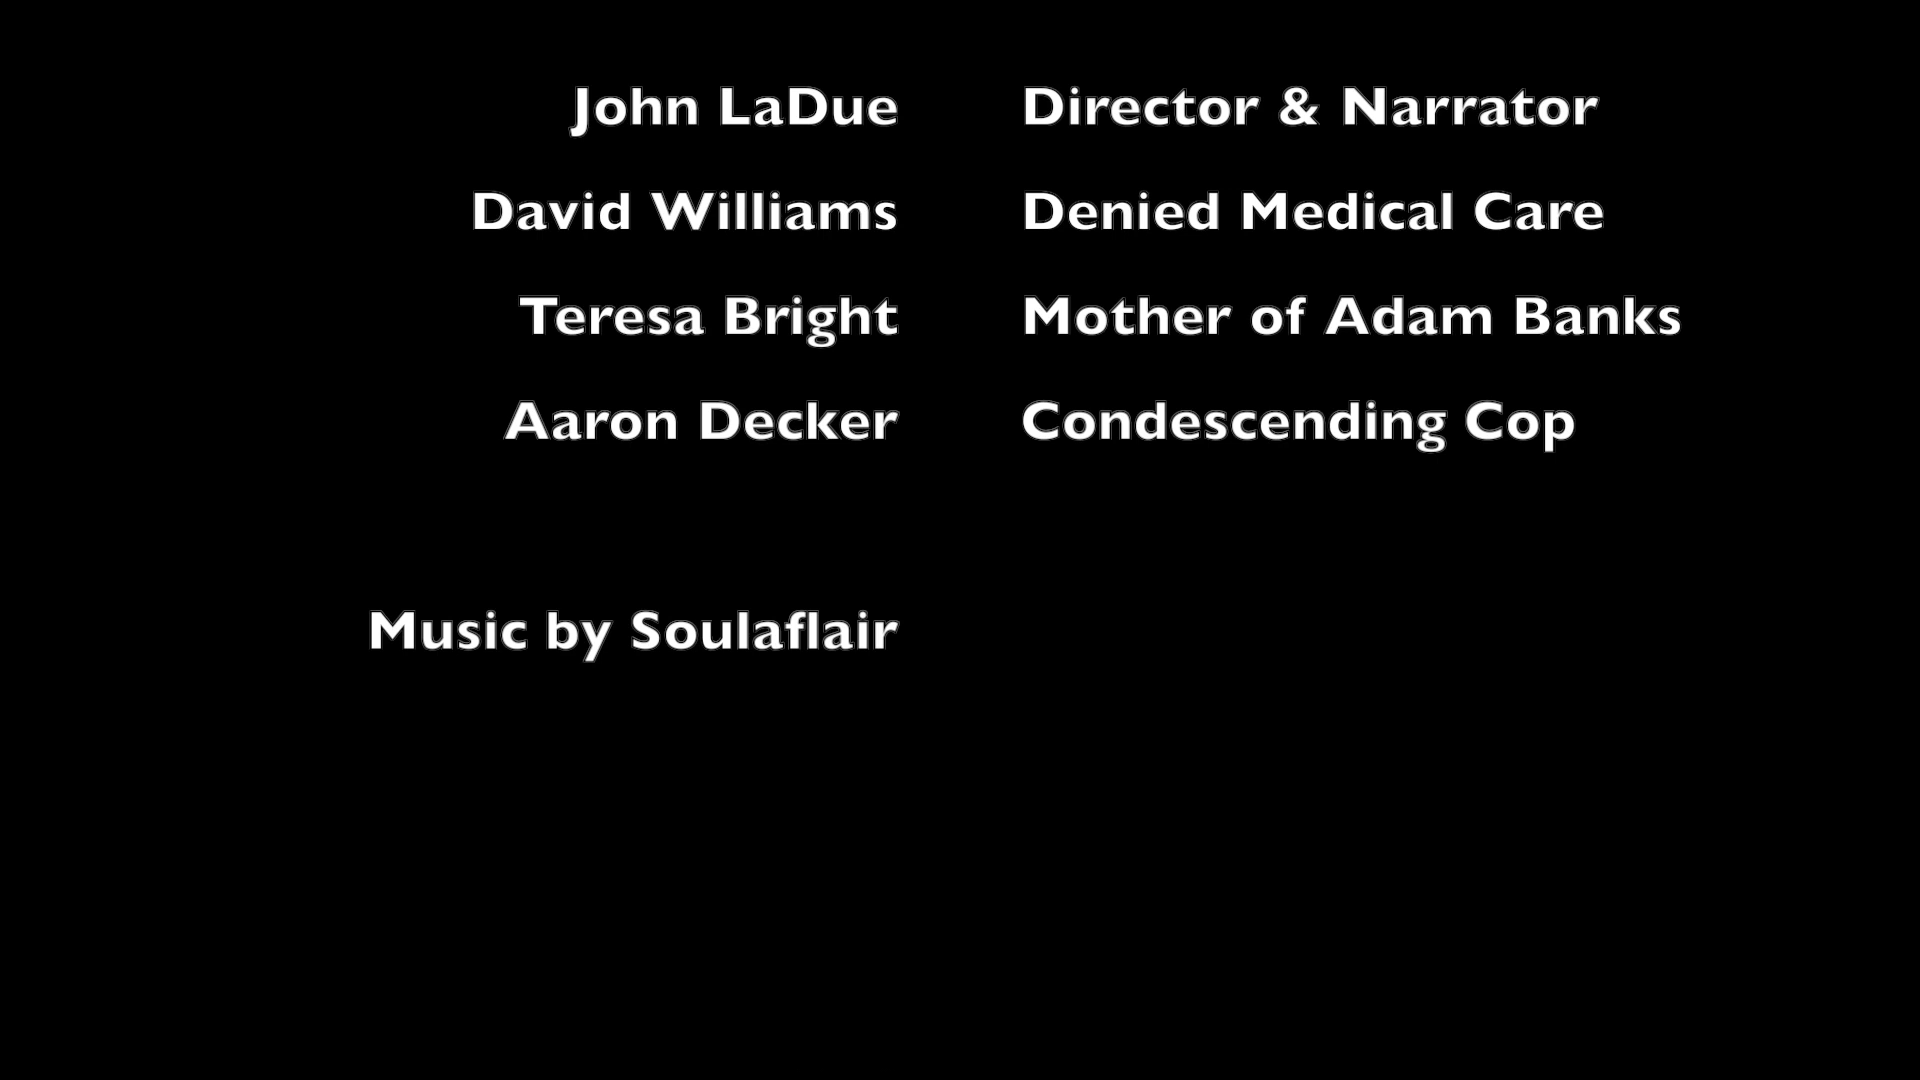 John LaDue Director & Narrator
David Williams Denied Medical Care
Teresa Bright Mother of Adam Banks
Aaron Decker Condescending Cop
Music by Soulaflair